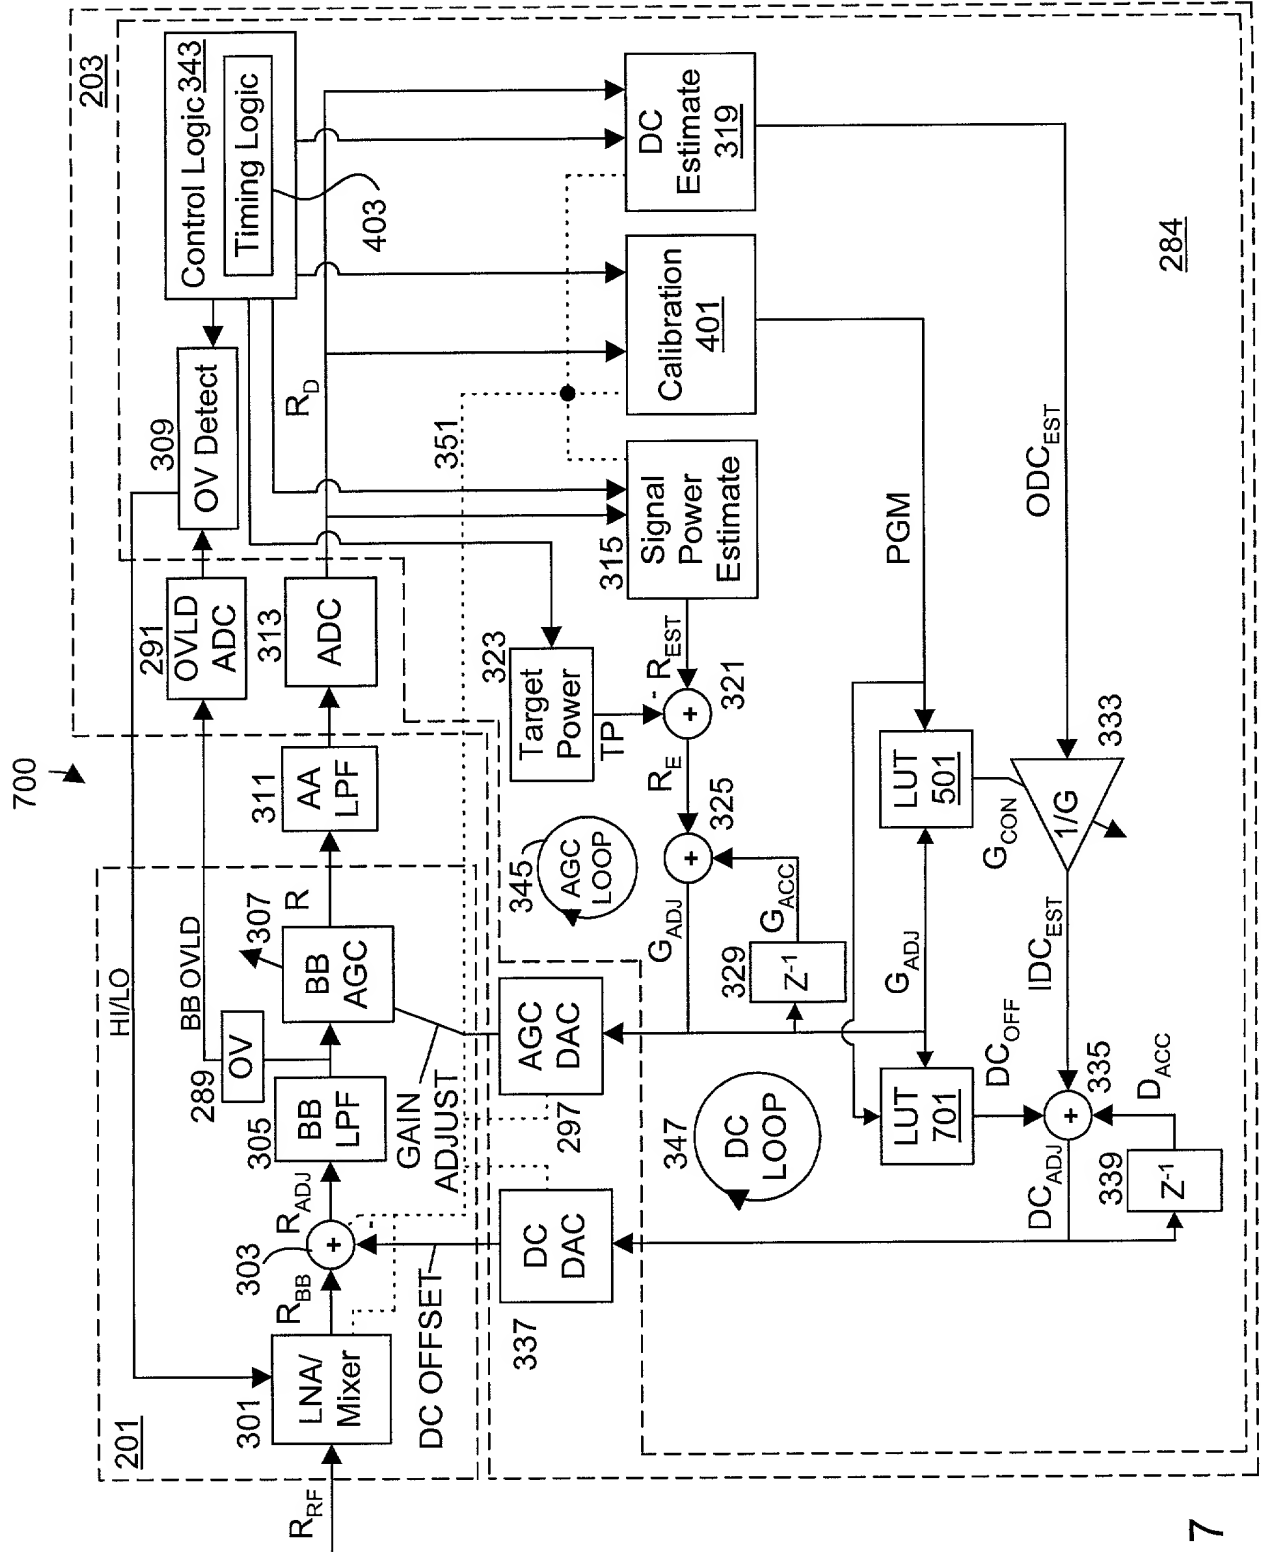 700
203
201
R_RF
301
LNA/
Mixer
HI/LO
R_BB
303
+
R_ADJ
305
BB
LPF
289
OV
BB OVLD
BB
AGC
307
R
311
AA
LPF
313
ADC
291
OVLD
ADC
309
OV Detect
Control Logic 343
Timing Logic
403
R_D
351
DC OFFSET
GAIN
ADJUST
337
DC
DAC
297
AGC
DAC
345
AGC
LOOP
323
Target
Power
TP
315
Signal
Power
Estimate
Calibration
401
DC
Estimate
319
R_EST
-
+
321
R_E
+
325
G_ADJ
G_ACC
329
Z⁻¹
347
DC
LOOP
G_ADJ
PGM
LUT
501
LUT
701
G_CON
1/G
333
ODC_EST
IDC_EST
DC_OFF
+
335
D_ACC
DC_ADJ
339
Z⁻¹
284
7